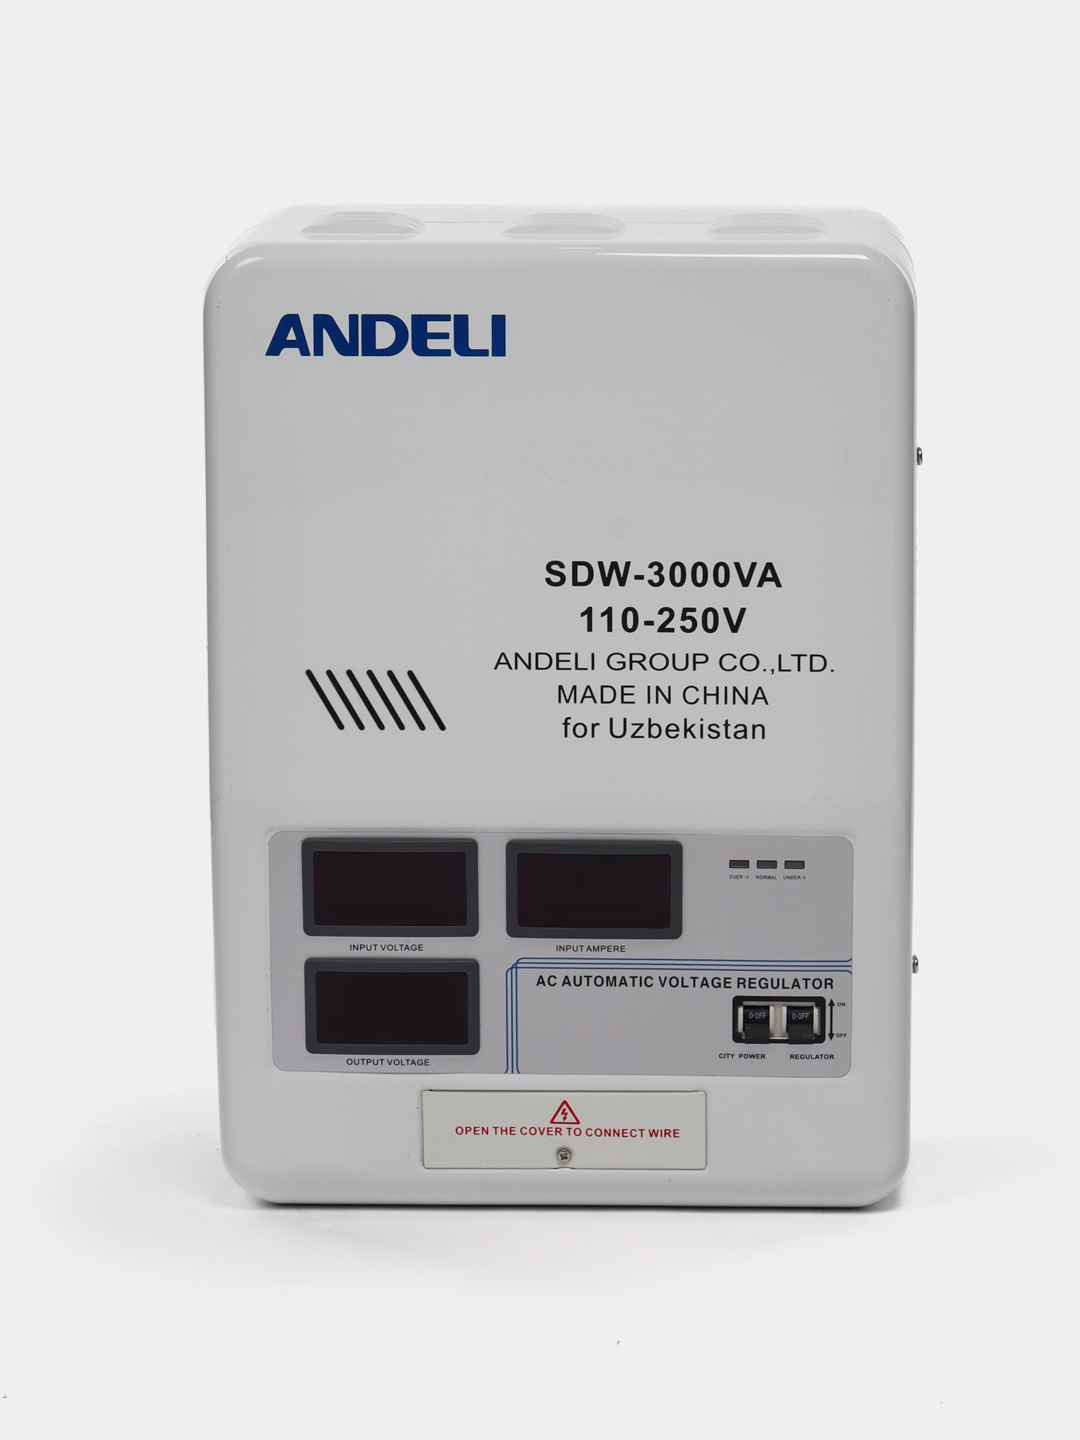 ANDELI
SDW-3000VA
110-250V
ANDELI GROUP CO.,LTD.
MADE IN CHINA
for Uzbekistan
INPUT VOLTAGE
INPUT AMPERE
OVER-V NORMAL UNDER-V
OUTPUT VOLTAGE
AC AUTOMATIC VOLTAGE REGULATOR
ON
0-OFF 0-OFF
OFF
CITY POWER REGULATOR
OPEN THE COVER TO CONNECT WIRE